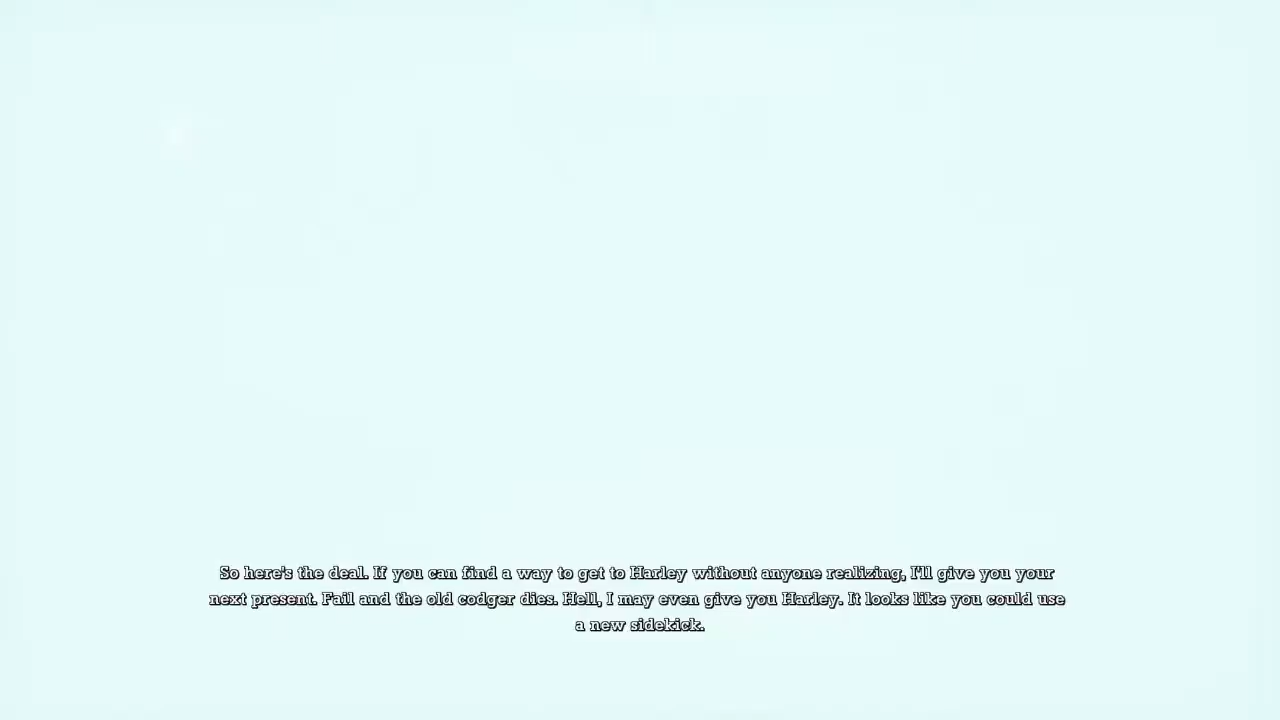 So here's the deal. If you can find a way to get to Harley without anyone realizing, I'll give you your
next present. Fail and the old codger dies. Hell, I may even give you Harley. It looks like you could use
a new sidekick.